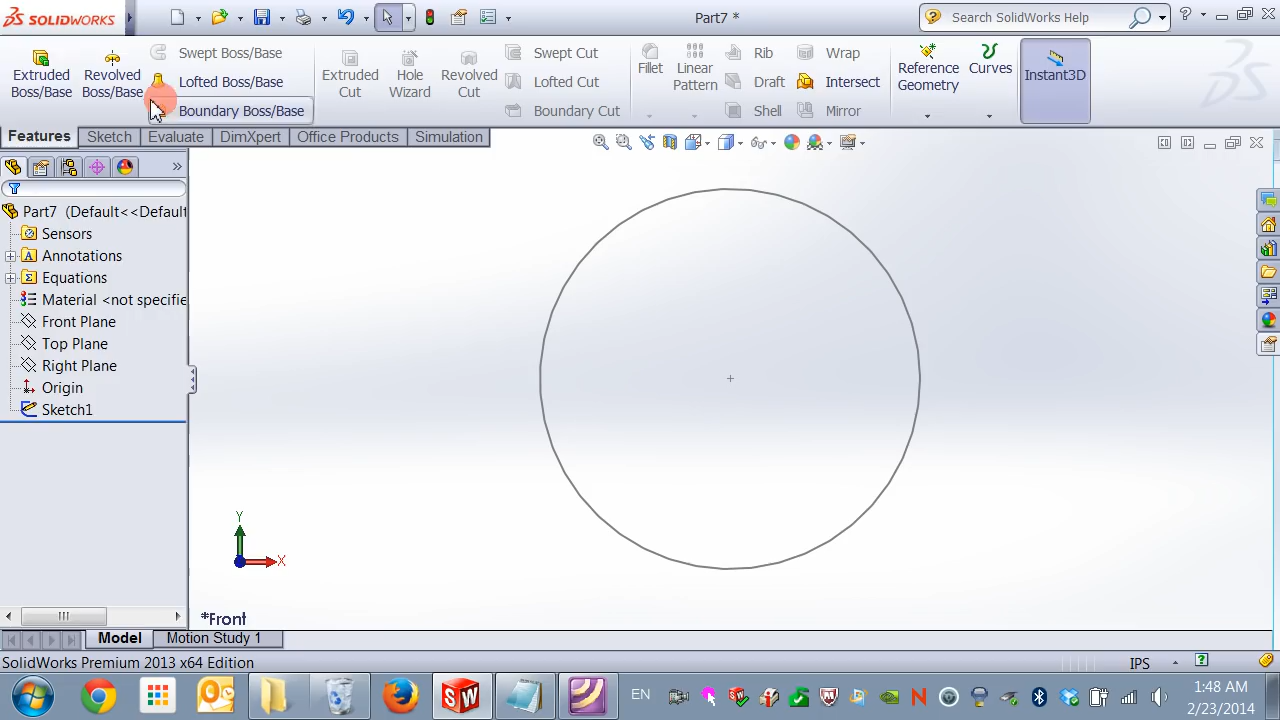 SOLIDWORKS
Part7 *
Search SolidWorks Help
Extruded Boss/Base
Revolved Boss/Base
Swept Boss/Base
Lofted Boss/Base
Boundary Boss/Base
Extruded Cut
Hole Wizard
Revolved Cut
Swept Cut
Lofted Cut
Boundary Cut
Fillet
Linear Pattern
Rib
Draft
Shell
Wrap
Intersect
Mirror
Reference Geometry
Curves
Instant3D
Features
Sketch
Evaluate
DimXpert
Office Products
Simulation
Part7 (Default<<Default
Sensors
Annotations
Equations
Material <not specifie
Front Plane
Top Plane
Right Plane
Origin
Sketch1
Y
X
*Front
Model
Motion Study 1
SolidWorks Premium 2013 x64 Edition
IPS
EN
1:48 AM
2/23/2014